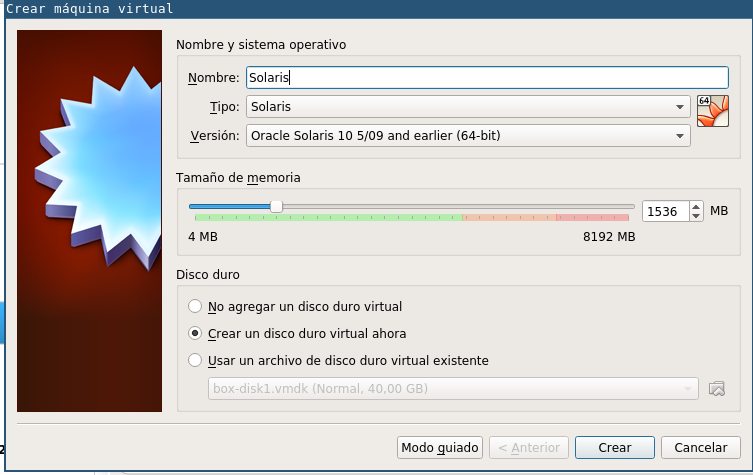 Crear máquina virtual
Nombre y sistema operativo
Nombre: Solaris
Tipo: Solaris
64
Versión: Oracle Solaris 10 5/09 and earlier (64-bit)
Tamaño de memoria
1536 MB
4 MB 8192 MB
Disco duro
No agregar un disco duro virtual
Crear un disco duro virtual ahora
Usar un archivo de disco duro virtual existente
box-disk1.vmdk (Normal, 40,00 GB)
Modo guiado < Anterior Crear Cancelar